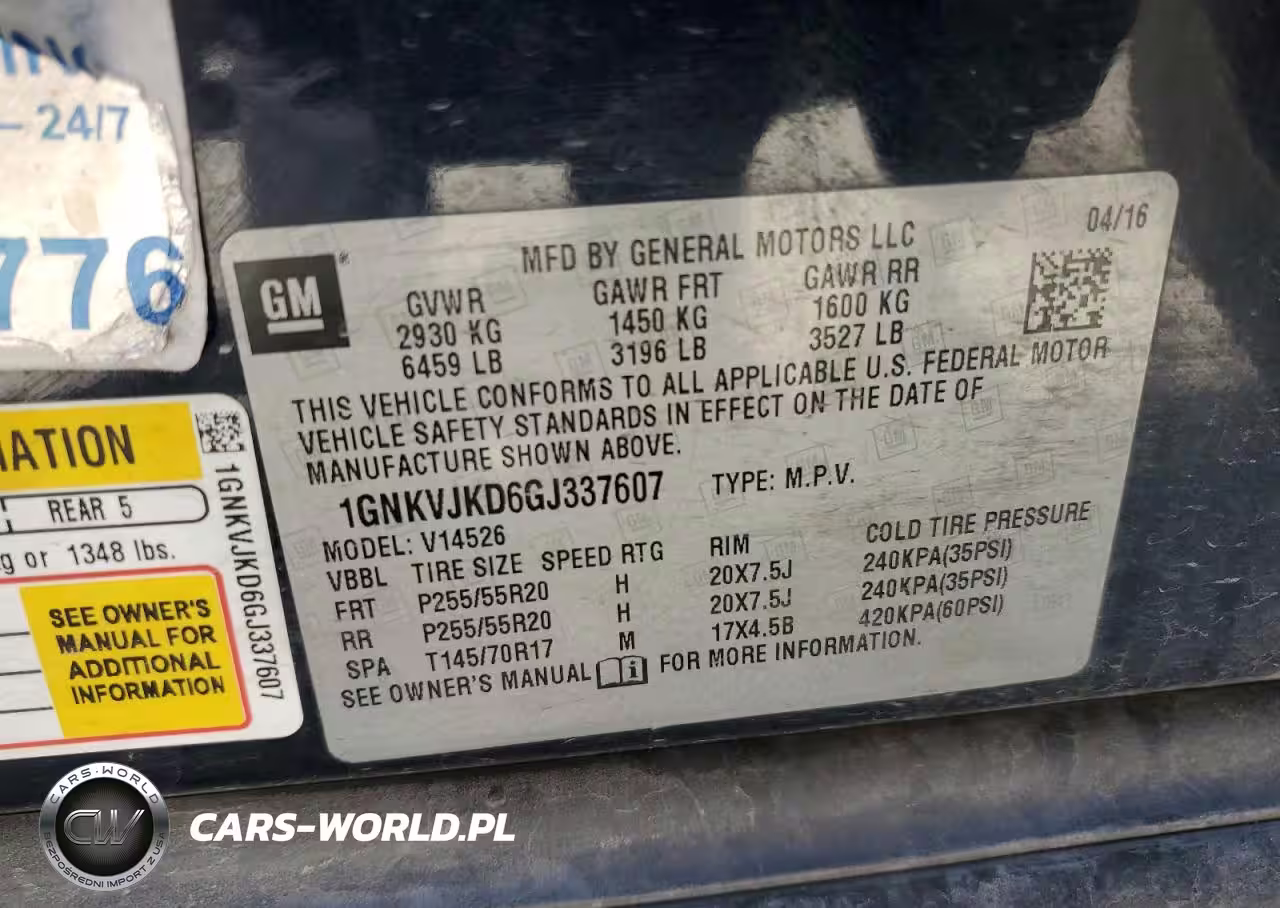 – 24/7
776
MFD BY GENERAL MOTORS LLC
04/16
GM
GVWR GAWR FRT GAWR RR
2930 KG 1450 KG 1600 KG
6459 LB 3196 LB 3527 LB
THIS VEHICLE CONFORMS TO ALL APPLICABLE U.S. FEDERAL MOTOR
VEHICLE SAFETY STANDARDS IN EFFECT ON THE DATE OF
MANUFACTURE SHOWN ABOVE.
1GNKVJKD6GJ337607 TYPE: M.P.V.
MODEL: V14526
VBBL TIRE SIZE SPEED RTG RIM COLD TIRE PRESSURE
FRT P255/55R20 H 20X7.5J 240KPA(35PSI)
RR P255/55R20 H 20X7.5J 240KPA(35PSI)
SPA T145/70R17 M 17X4.5B 420KPA(60PSI)
SEE OWNER'S MANUAL FOR MORE INFORMATION.
REAR 5
or 1348 lbs.
SEE OWNER'S
MANUAL FOR
ADDITIONAL
INFORMATION
1GNKVJKD6GJ337607
CARS-WORLD
CW
BEZPOŚREDNI IMPORT Z USA
CARS-WORLD.PL